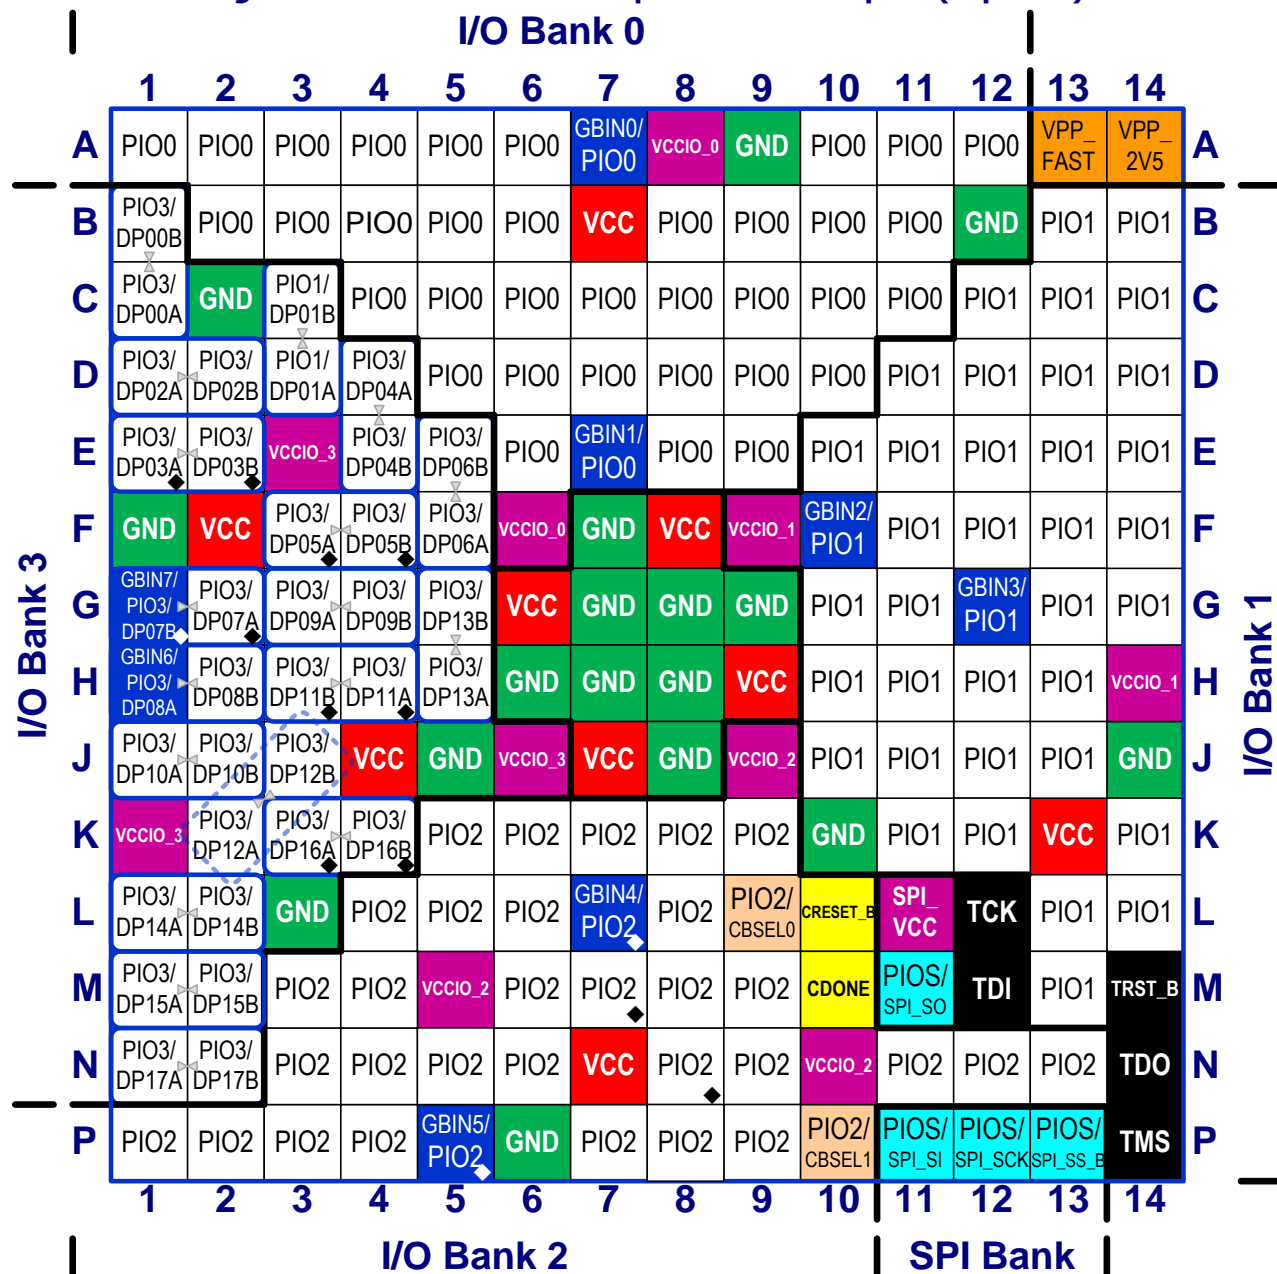 I/O Bank 0
1 2 3 4 5 6 7 8 9 10 11 12 13 14
A PIO0 PIO0 PIO0 PIO0 PIO0 PIO0 GBIN0/ PIO0 VCCIO_0 GND PIO0 PIO0 PIO0 VPP_ FAST VPP_ 2V5 A
B PIO3/ DP00B PIO0 PIO0 PIO0 PIO0 PIO0 VCC PIO0 PIO0 PIO0 PIO0 GND PIO1 PIO1 B
C PIO3/ DP00A GND PIO1/ DP01B PIO0 PIO0 PIO0 PIO0 PIO0 PIO0 PIO0 PIO0 PIO1 PIO1 PIO1 C
D PIO3/ DP02A PIO3/ DP02B PIO1/ DP01A PIO3/ DP04A PIO0 PIO0 PIO0 PIO0 PIO0 PIO0 PIO1 PIO1 PIO1 PIO1 D
E PIO3/ DP03A PIO3/ DP03B VCCIO_3 PIO3/ DP04B PIO3/ DP06B PIO0 GBIN1/ PIO0 PIO0 PIO0 PIO1 PIO1 PIO1 PIO1 PIO1 E
F GND VCC PIO3/ DP05A PIO3/ DP05B PIO3/ DP06A VCCIO_0 GND VCC VCCIO_1 GBIN2/ PIO1 PIO1 PIO1 PIO1 PIO1 F
G GBIN7/ PIO3/ DP07B PIO3/ DP07A PIO3/ DP09A PIO3/ DP09B PIO3/ DP13B VCC GND GND GND PIO1 PIO1 GBIN3/ PIO1 PIO1 PIO1 G
H GBIN6/ PIO3/ DP08A PIO3/ DP08B PIO3/ DP11B PIO3/ DP11A PIO3/ DP13A GND GND GND VCC PIO1 PIO1 PIO1 PIO1 VCCIO_1 H
J PIO3/ DP10A PIO3/ DP10B PIO3/ DP12B VCC GND VCCIO_3 VCC GND VCCIO_2 PIO1 PIO1 PIO1 PIO1 GND J
K VCCIO_3 PIO3/ DP12A PIO3/ DP16A PIO3/ DP16B PIO2 PIO2 PIO2 PIO2 PIO2 GND PIO1 PIO1 VCC PIO1 K
L PIO3/ DP14A PIO3/ DP14B GND PIO2 PIO2 PIO2 GBIN4/ PIO2 PIO2 PIO2/ CBSEL0 CRESET_B SPI_ VCC TCK PIO1 PIO1 L
M PIO3/ DP15A PIO3/ DP15B PIO2 PIO2 VCCIO_2 PIO2 PIO2 PIO2 PIO2 CDONE PIOS/ SPI_SO TDI PIO1 TRST_B M
N PIO3/ DP17A PIO3/ DP17B PIO2 PIO2 PIO2 PIO2 VCC PIO2 PIO2 VCCIO_2 PIO2 PIO2 PIO2 TDO N
P PIO2 PIO2 PIO2 PIO2 GBIN5/ PIO2 GND PIO2 PIO2 PIO2 PIO2/ CBSEL1 PIOS/ SPI_SI PIOS/ SPI_SCK PIOS/ SPI_SS_B TMS P
1 2 3 4 5 6 7 8 9 10 11 12 13 14
I/O Bank 3
I/O Bank 1
I/O Bank 2
SPI Bank